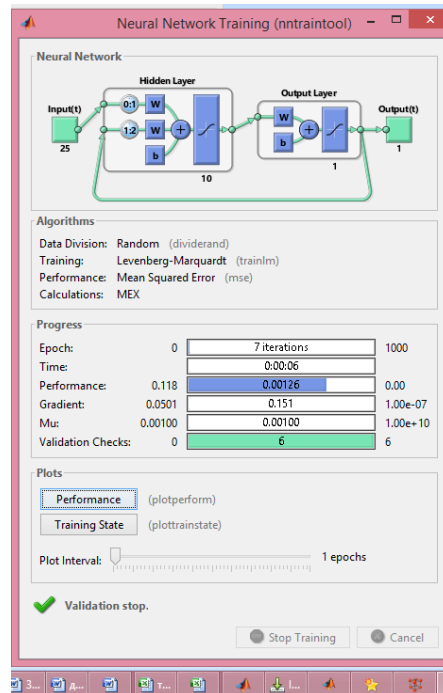 Neural Network Training (nntraintool)
Neural Network
Hidden Layer
Output Layer
Input(t)
Output(t)
0:1
W
1:2
W
b
W
b
25
10
1
1
Algorithms
Data Division: Random (dividerand)
Training: Levenberg-Marquardt (trainlm)
Performance: Mean Squared Error (mse)
Calculations: MEX
Progress
Epoch: 0 7 iterations 1000
Time: 0:00:06
Performance: 0.118 0.00126 0.00
Gradient: 0.0501 0.151 1.00e-07
Mu: 0.00100 0.00100 1.00e+10
Validation Checks: 0 6 6
Plots
Performance (plotperform)
Training State (plottrainstate)
Plot Interval: 1 epochs
Validation stop.
Stop Training Cancel
З... д... т... I...